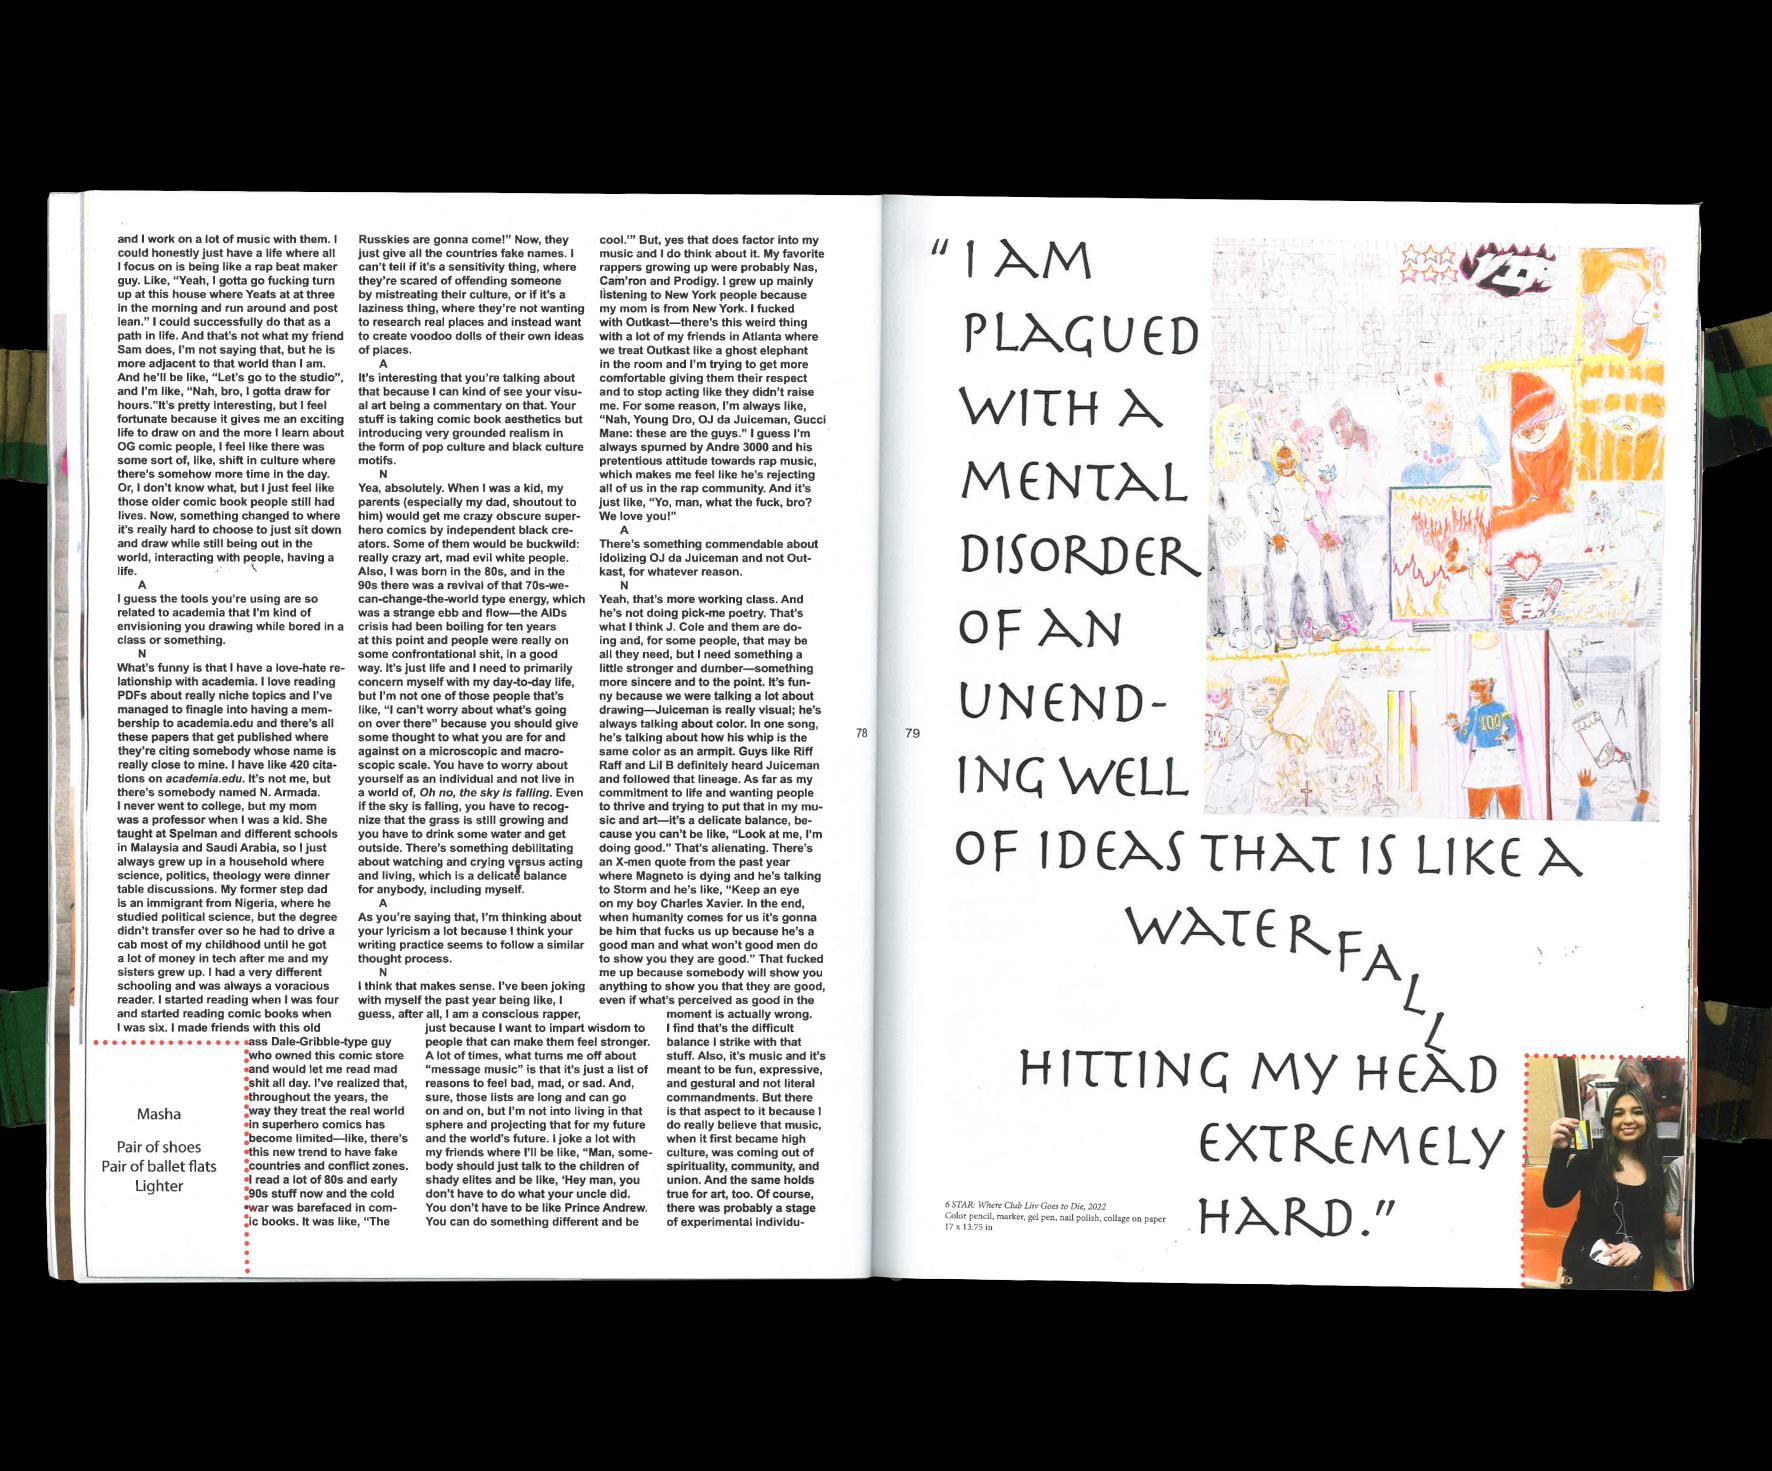 and I work on a lot of music with them. I
could honestly just have a life where all
I focus on is being like a rap beat maker
guy. Like, “Yeah, I gotta go fucking turn
up at this house where Yeats at at three
in the morning and run around and post
lean.” I could successfully do that as a
path in life. And that’s not what my friend
Sam does, I’m not saying that, but he is
more adjacent to that world than I am.
And he’ll be like, “Let’s go to the studio”,
and I’m like, “Nah, bro, I gotta draw for
hours.”It’s pretty interesting, but I feel
fortunate because it gives me an exciting
life to draw on and the more I learn about
OG comic people, I feel like there was
some sort of, like, shift in culture where
there’s somehow more time in the day.
Or, I don’t know what, but I just feel like
those older comic book people still had
lives. Now, something changed to where
it’s really hard to choose to just sit down
and draw while still being out in the
world, interacting with people, having a
life.
A
I guess the tools you’re using are so
related to academia that I’m kind of
envisioning you drawing while bored in a
class or something.
N
What’s funny is that I have a love-hate re-
lationship with academia. I love reading
PDFs about really niche topics and I’ve
managed to finagle into having a mem-
bership to academia.edu and there’s all
these papers that get published where
they’re citing somebody whose name is
really close to mine. I have like 420 cita-
tions on academia.edu. It’s not me, but
there’s somebody named N. Armada.
I never went to college, but my mom
was a professor when I was a kid. She
taught at Spelman and different schools
in Malaysia and Saudi Arabia, so I just
always grew up in a household where
science, politics, theology were dinner
table discussions. My former step dad
is an immigrant from Nigeria, where he
studied political science, but the degree
didn’t transfer over so he had to drive a
cab most of my childhood until he got
a lot of money in tech after me and my
sisters grew up. I had a very different
schooling and was always a voracious
reader. I started reading when I was four
and started reading comic books when
I was six. I made friends with this old
ass Dale-Gribble-type guy
who owned this comic store
and would let me read mad
shit all day. I’ve realized that,
throughout the years, the
way they treat the real world
in superhero comics has
become limited—like, there’s
this new trend to have fake
countries and conflict zones.
I read a lot of 80s and early
90s stuff now and the cold
war was barefaced in com-
ic books. It was like, “The
Masha
Pair of shoes
Pair of ballet flats
Lighter
Russkies are gonna come!” Now, they
just give all the countries fake names. I
can’t tell if it’s a sensitivity thing, where
they’re scared of offending someone
by mistreating their culture, or if it’s a
laziness thing, where they’re not wanting
to research real places and instead want
to create voodoo dolls of their own ideas
of places.
A
It’s interesting that you’re talking about
that because I can kind of see your visu-
al art being a commentary on that. Your
stuff is taking comic book aesthetics but
introducing very grounded realism in
the form of pop culture and black culture
motifs.
N
Yea, absolutely. When I was a kid, my
parents (especially my dad, shoutout to
him) would get me crazy obscure super-
hero comics by independent black cre-
ators. Some of them would be buckwild:
really crazy art, mad evil white people.
Also, I was born in the 80s, and in the
90s there was a revival of that 70s-we-
can-change-the-world type energy, which
was a strange ebb and flow—the AIDs
crisis had been boiling for ten years
at this point and people were really on
some confrontational shit, in a good
way. It’s just life and I need to primarily
concern myself with my day-to-day life,
but I’m not one of those people that’s
like, “I can’t worry about what’s going
on over there” because you should give
some thought to what you are for and
against on a microscopic and macro-
scopic scale. You have to worry about
yourself as an individual and not live in
a world of, Oh no, the sky is falling. Even
if the sky is falling, you have to recog-
nize that the grass is still growing and
you have to drink some water and get
outside. There’s something debilitating
about watching and crying versus acting
and living, which is a delicate balance
for anybody, including myself.
A
As you’re saying that, I’m thinking about
your lyricism a lot because I think your
writing practice seems to follow a similar
thought process.
N
I think that makes sense. I’ve been joking
with myself the past year being like, I
guess, after all, I am a conscious rapper,
just because I want to impart wisdom to
people that can make them feel stronger.
A lot of times, what turns me off about
“message music” is that it’s just a list of
reasons to feel bad, mad, or sad. And,
sure, those lists are long and can go
on and on, but I’m not into living in that
sphere and projecting that for my future
and the world’s future. I joke a lot with
my friends where I’ll be like, “Man, some-
body should just talk to the children of
shady elites and be like, ‘Hey man, you
don’t have to do what your uncle did.
You don’t have to be like Prince Andrew.
You can do something different and be
cool.’” But, yes that does factor into my
music and I do think about it. My favorite
rappers growing up were probably Nas,
Cam’ron and Prodigy. I grew up mainly
listening to New York people because
my mom is from New York. I fucked
with Outkast—there’s this weird thing
with a lot of my friends in Atlanta where
we treat Outkast like a ghost elephant
in the room and I’m trying to get more
comfortable giving them their respect
and to stop acting like they didn’t raise
me. For some reason, I’m always like,
“Nah, Young Dro, OJ da Juiceman, Gucci
Mane: these are the guys.” I guess I’m
always spurned by Andre 3000 and his
pretentious attitude towards rap music,
which makes me feel like he’s rejecting
all of us in the rap community. And it’s
just like, “Yo, man, what the fuck, bro?
We love you!”
A
There’s something commendable about
idolizing OJ da Juiceman and not Out-
kast, for whatever reason.
N
Yeah, that’s more working class. And
he’s not doing pick-me poetry. That’s
what I think J. Cole and them are do-
ing and, for some people, that may be
all they need, but I need something a
little stronger and dumber—something
more sincere and to the point. It’s fun-
ny because we were talking a lot about
drawing—Juiceman is really visual; he’s
always talking about color. In one song,
he’s talking about how his whip is the
same color as an armpit. Guys like Riff
Raff and Lil B definitely heard Juiceman
and followed that lineage. As far as my
commitment to life and wanting people
to thrive and trying to put that in my mu-
sic and art—it’s a delicate balance, be-
cause you can’t be like, “Look at me, I’m
doing good.” That’s alienating. There’s
an X-men quote from the past year
where Magneto is dying and he’s talking
to Storm and he’s like, “Keep an eye
on my boy Charles Xavier. In the end,
when humanity comes for us it’s gonna
be him that fucks us up because he’s a
good man and what won’t good men do
to show you they are good.” That fucked
me up because somebody will show you
anything to show you that they are good,
even if what’s perceived as good in the
moment is actually wrong.
I find that’s the difficult
balance I strike with that
stuff. Also, it’s music and it’s
meant to be fun, expressive,
and gestural and not literal
commandments. But there
is that aspect to it because I
do really believe that music,
when it first became high
culture, was coming out of
spirituality, community, and
union. And the same holds
true for art, too. Of course,
there was probably a stage
of experimental individu-
78
79
“I AM
PLAGUED
WITH A
MENTAL
DISORDER
OF AN
UNEND-
ING WELL
OF IDEAS THAT IS LIKE A
WATERFALL
HITTING MY HEAD
EXTREMELY
HARD.”
VIP
100
6 STAR: Where Club Liiv Goes to Die, 2022
Color pencil, marker, gel pen, nail polish, collage on paper
17 x 13.75 in